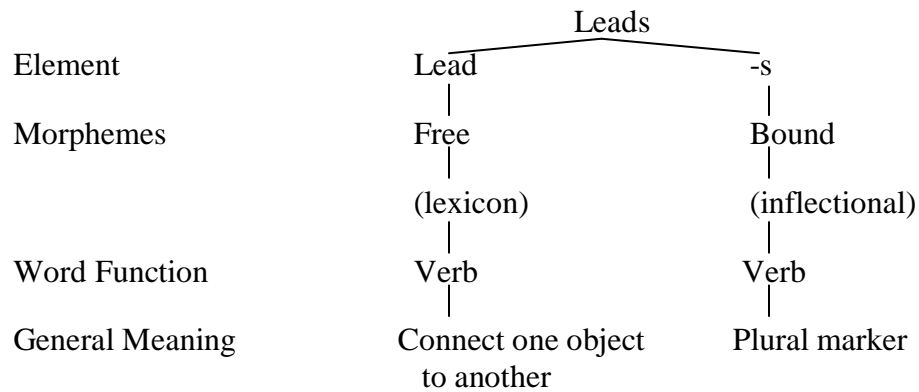 Leads
Element Lead -s
Morphemes Free Bound
(lexicon) (inflectional)
Word Function Verb Verb
General Meaning Connect one object Plural marker
to another